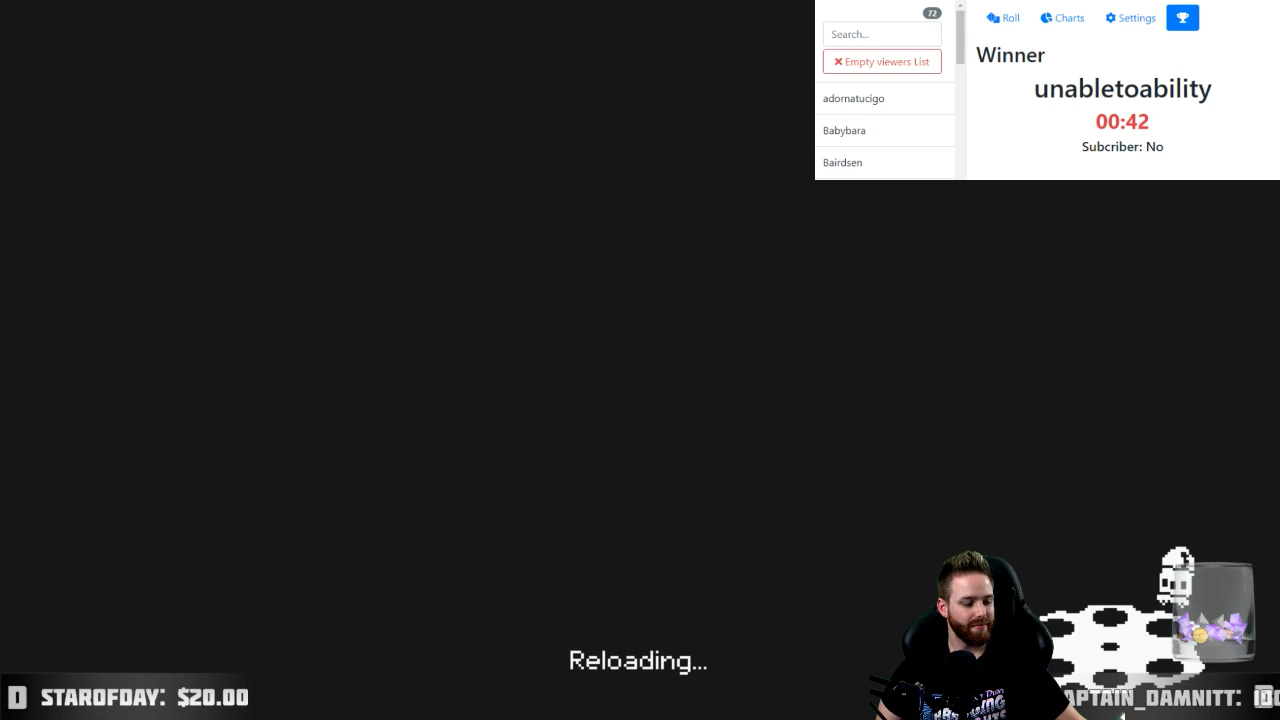 72
Search...
Empty viewers List
adornatucigo
Babybara
Bairdsen
Roll
Charts
Settings
Winner
unabletoability
00:42
Subcriber: No
Reloading...
STAROFDAY: $20.00
APTAIN_DAMNITT: